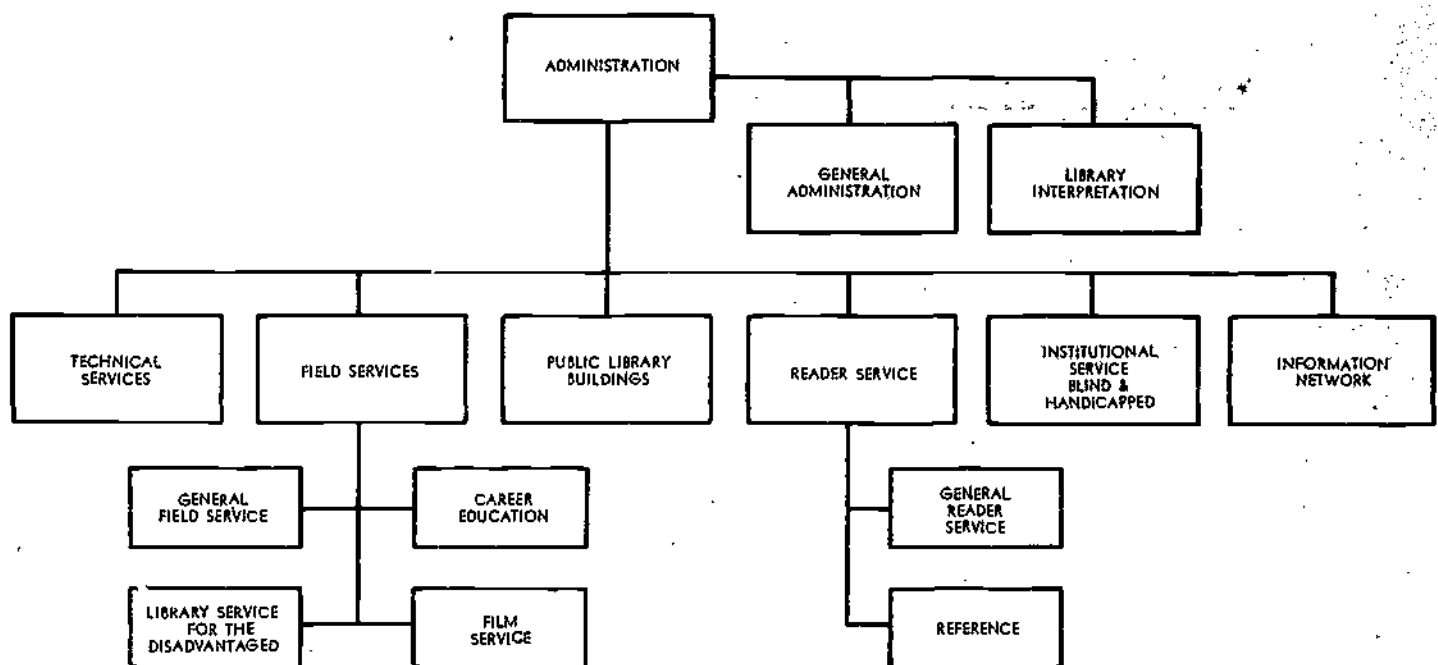 ADMINISTRATION
GENERAL
ADMINISTRATION
LIBRARY
INTERPRETATION
TECHNICAL
SERVICES
FIELD SERVICES
PUBLIC LIBRARY
BUILDINGS
READER SERVICE
INSTITUTIONAL
SERVICE
BLIND &
HANDICAPPED
INFORMATION
NETWORK
GENERAL
FIELD SERVICE
CAREER
EDUCATION
GENERAL
READER
SERVICE
LIBRARY SERVICE
FOR THE
DISADVANTAGED
FILM
SERVICE
REFERENCE